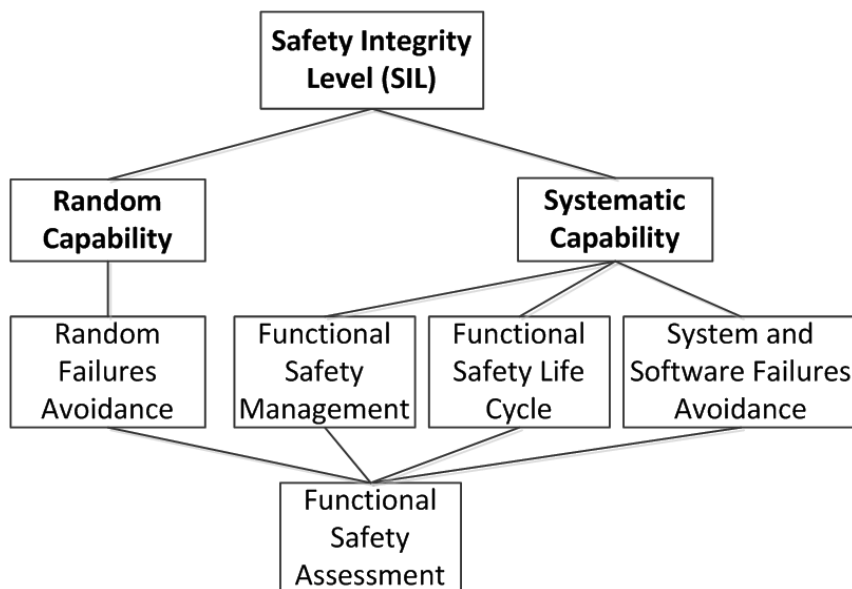 Safety Integrity
Level (SIL)
Random
Capability
Systematic
Capability
Random
Failures
Avoidance
Functional
Safety
Management
Functional
Safety Life
Cycle
System and
Software Failures
Avoidance
Functional
Safety
Assessment